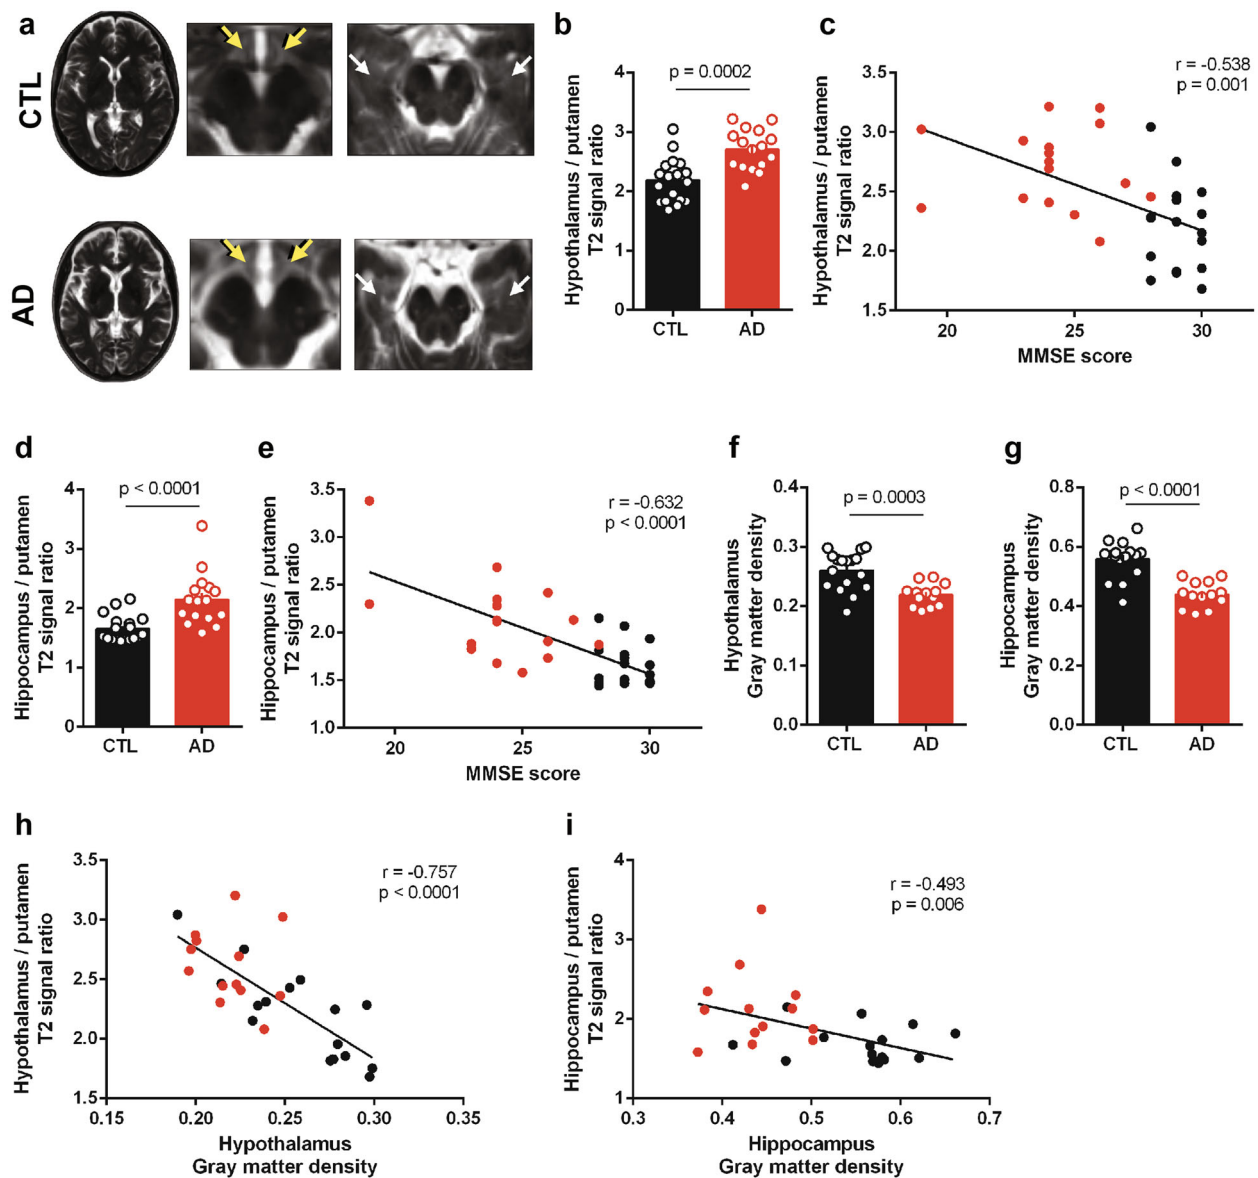 a
CTL
AD
b
Hypothalamus / putamen
T2 signal ratio
4
3
2
1
0
p = 0.0002
CTL
AD
c
Hypothalamus / putamen
T2 signal ratio
3.5
3.0
2.5
2.0
1.5
r = -0.538
p = 0.001
20
25
30
MMSE score
d
Hippocampus / putamen
T2 signal ratio
4
3
2
1
0
p < 0.0001
CTL
AD
e
Hippocampus / putamen
T2 signal ratio
3.5
3.0
2.5
2.0
1.5
1.0
r = -0.632
p < 0.0001
20
25
30
MMSE score
f
Hypothalamus
Gray matter density
0.4
0.3
0.2
0.1
0.0
p = 0.0003
CTL
AD
g
Hippocampus
Gray matter density
0.8
0.6
0.4
0.2
0.0
p < 0.0001
CTL
AD
h
Hypothalamus / putamen
T2 signal ratio
3.5
3.0
2.5
2.0
1.5
r = -0.757
p < 0.0001
0.15
0.20
0.25
0.30
0.35
Hypothalamus
Gray matter density
i
Hippocampus / putamen
T2 signal ratio
4
3
2
1
r = -0.493
p = 0.006
0.3
0.4
0.5
0.6
0.7
Hippocampus
Gray matter density